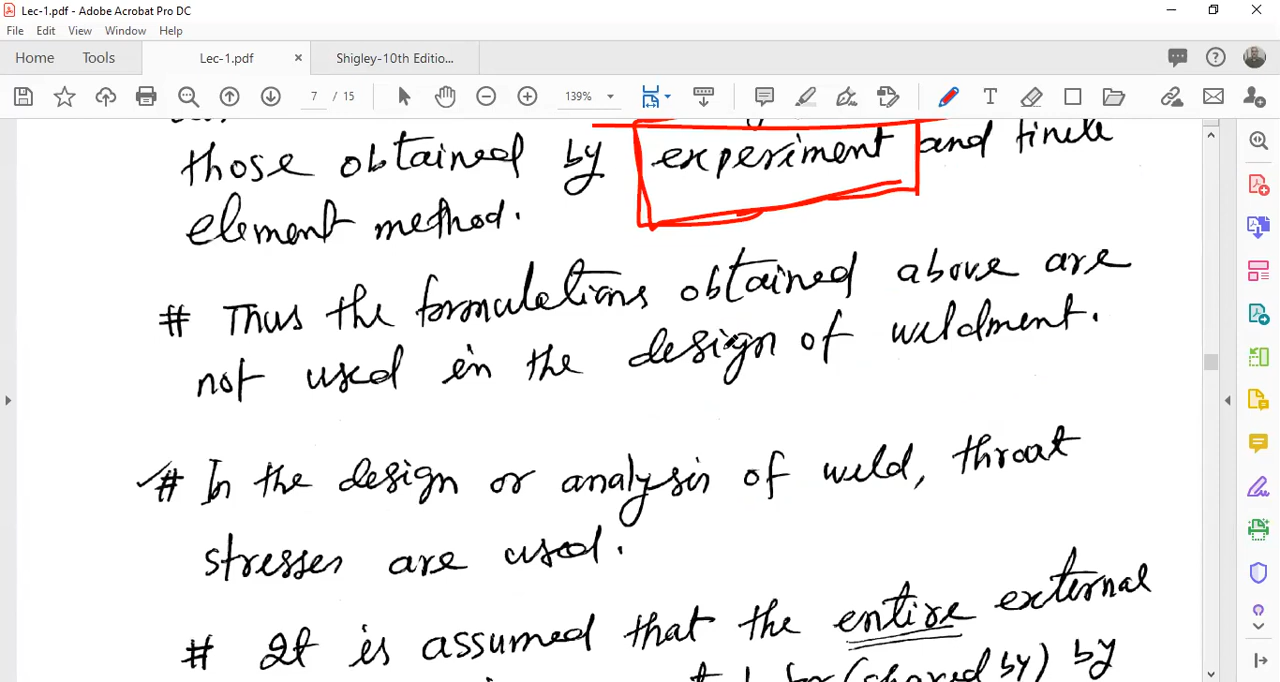 Lec-1.pdf - Adobe Acrobat Pro DC
File Edit View Window Help
Home Tools Lec-1.pdf × Shigley-10th Editio...
7 / 15 139%
those obtained by experiment and finite
element method.
# Thus the formulations obtained above are
not used in the design of weldment.
# In the design or analysis of weld, throat
stresses are used.
# It is assumed that the entire external
(shared by) by